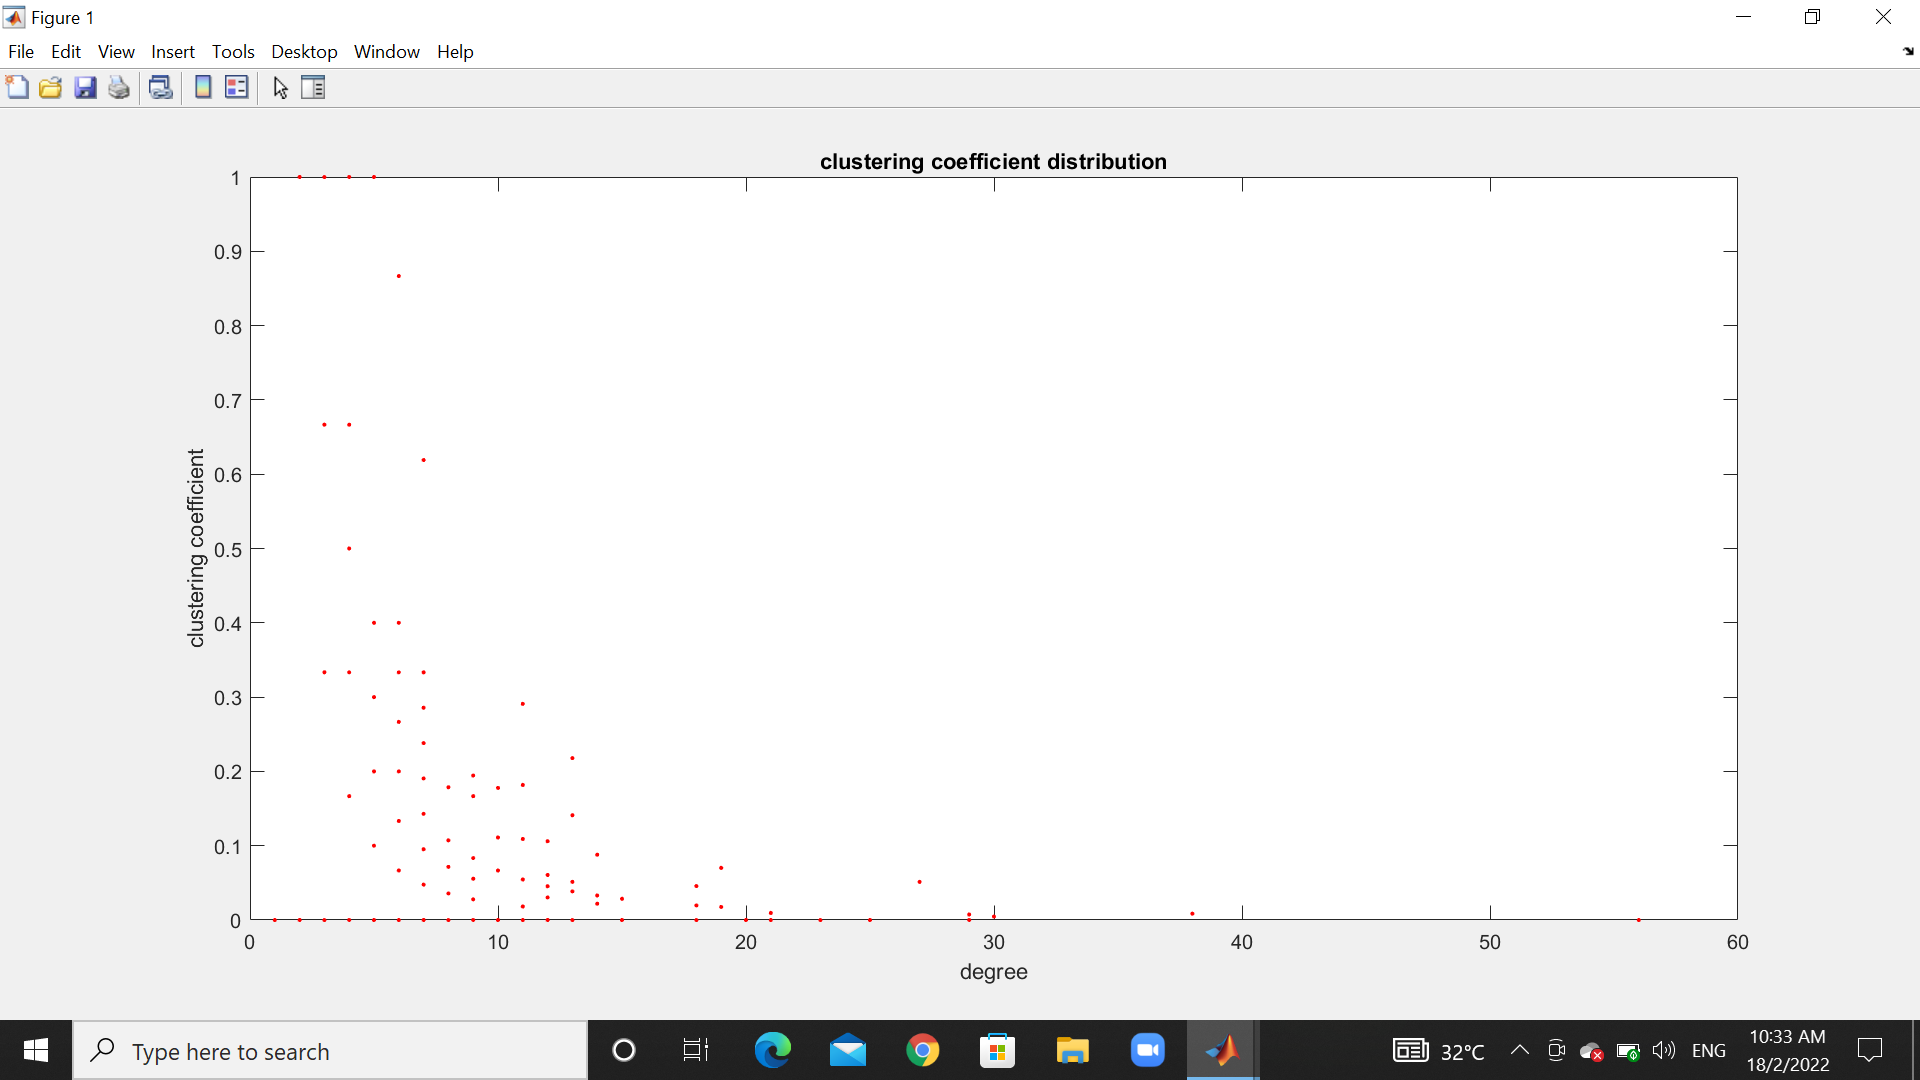 Figure 1
File Edit View Insert Tools Desktop Window Help
clustering coefficient distribution
1
0.9
0.8
0.7
0.6
0.5
0.4
0.3
0.2
0.1
0
clustering coefficient
0 10 20 30 40 50 60
degree
Type here to search
32°C
ENG
10:33 AM
18/2/2022